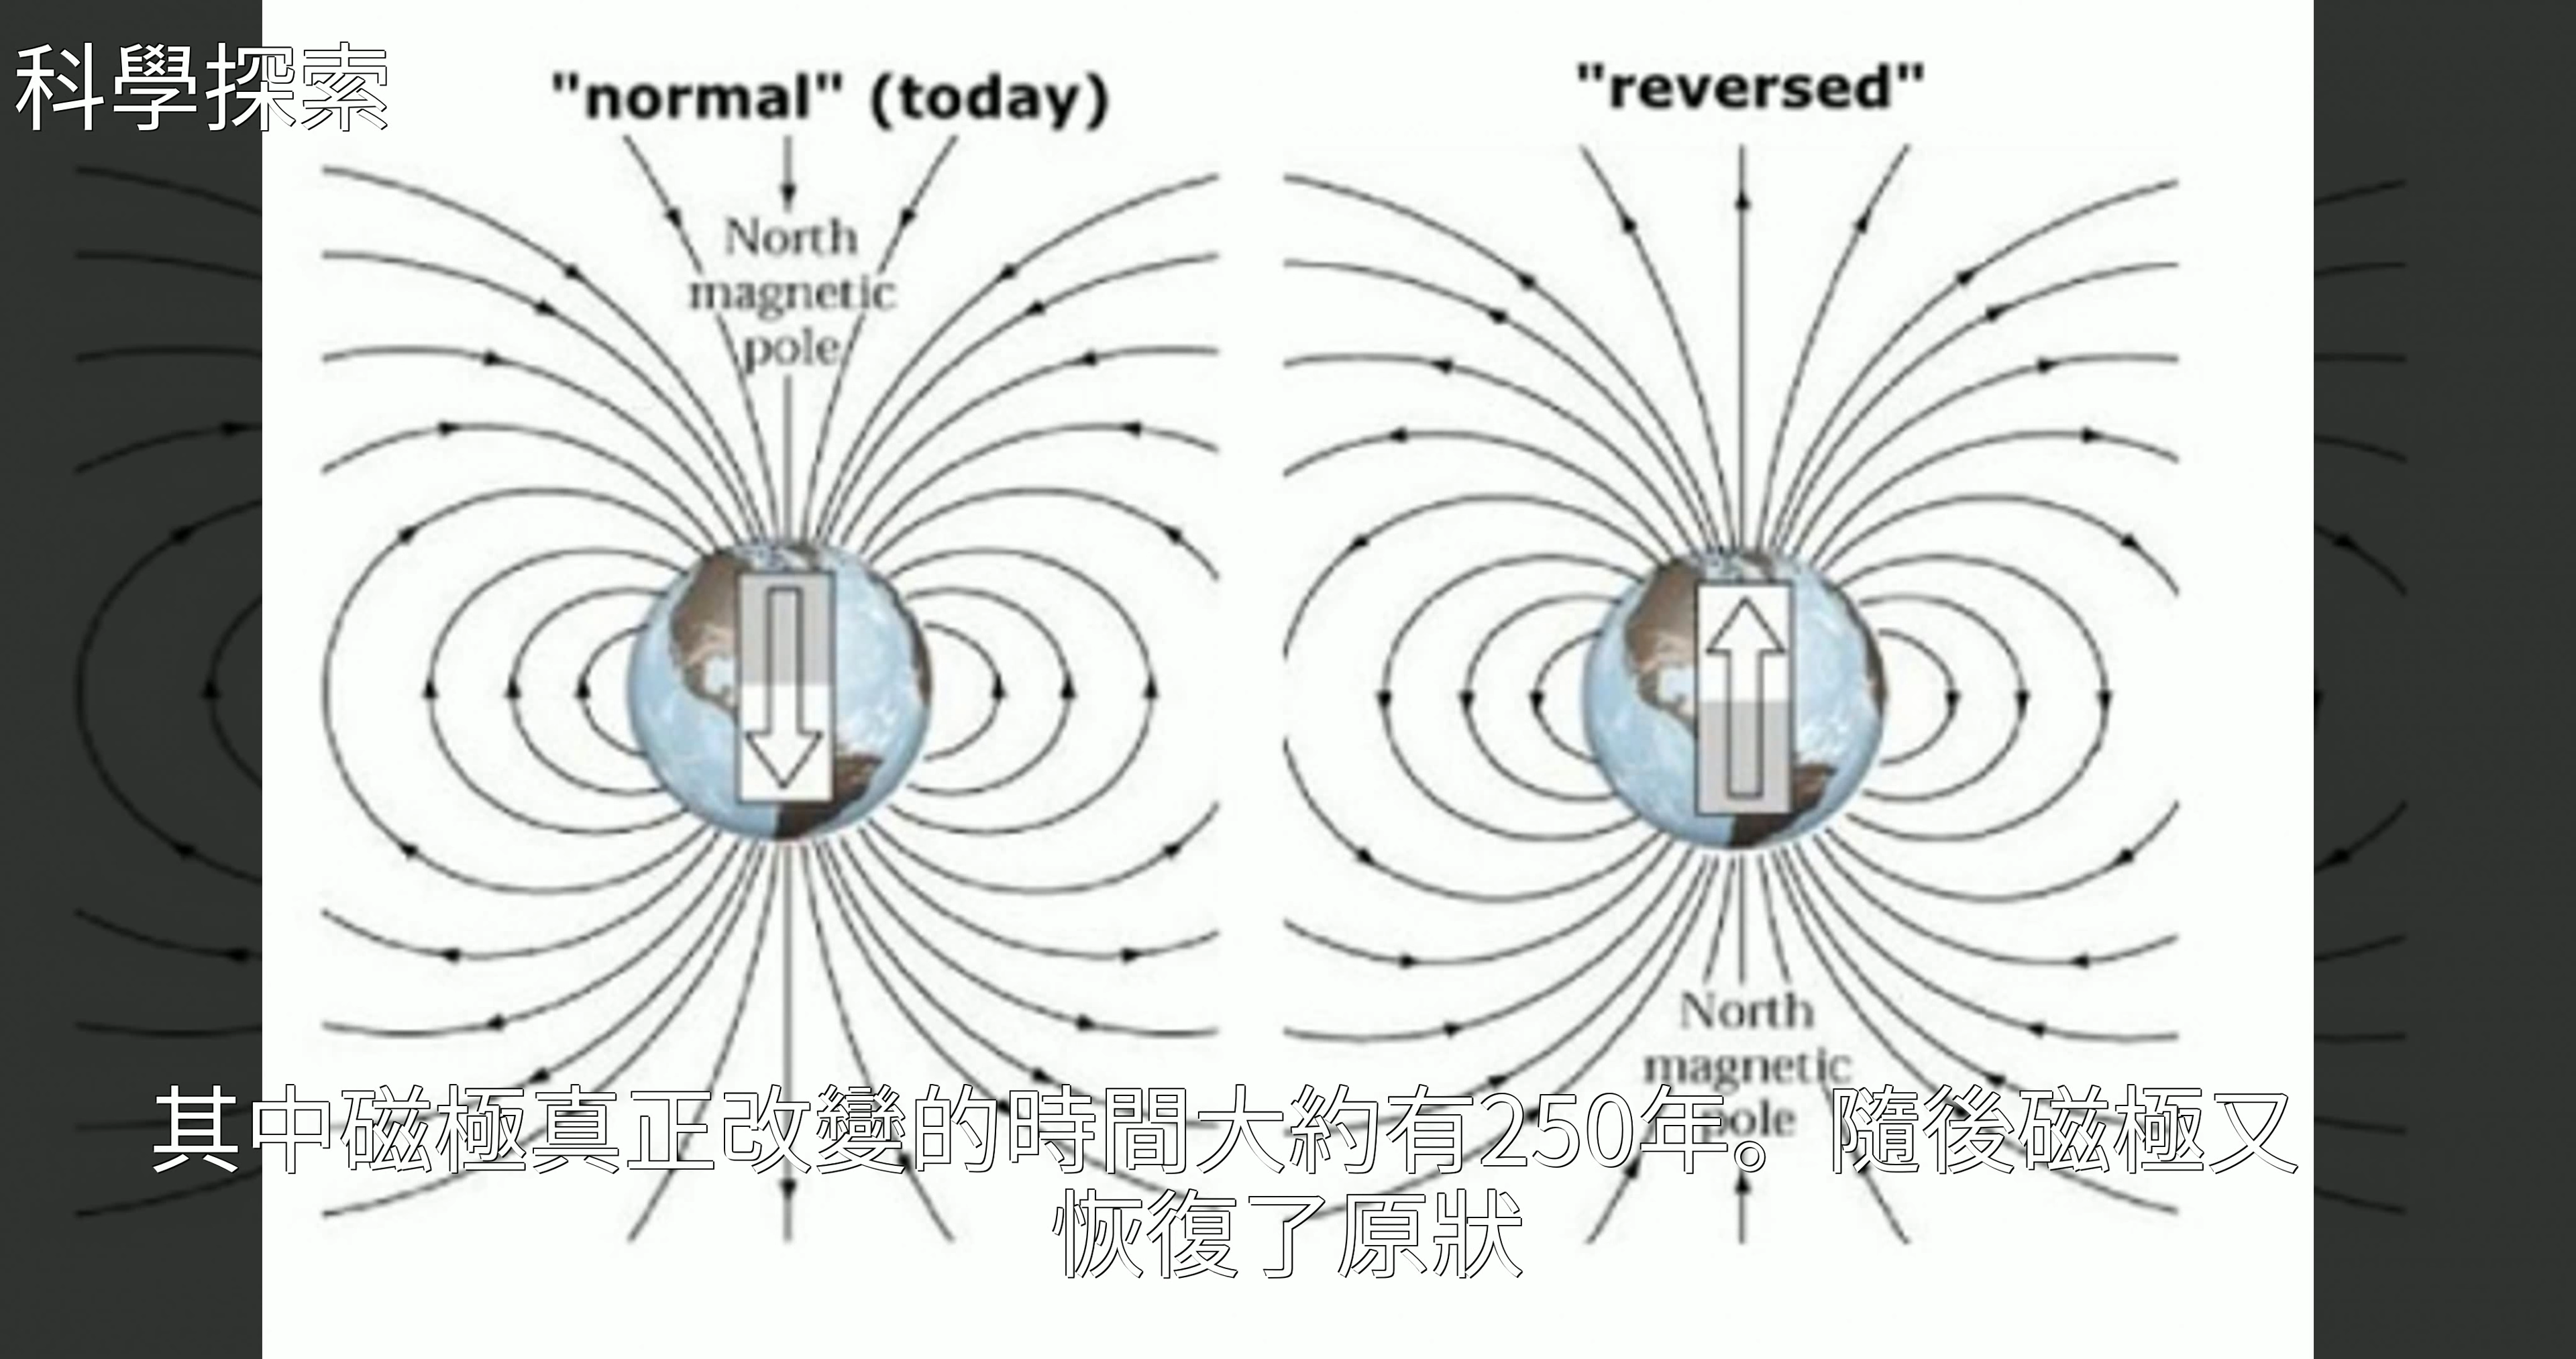 科學探索
"normal" (today)
"reversed"
North
magnetic
pole
North
magnetic
pole
其中磁極真正改變的時間大約有250年。隨後磁極又
恢復了原狀